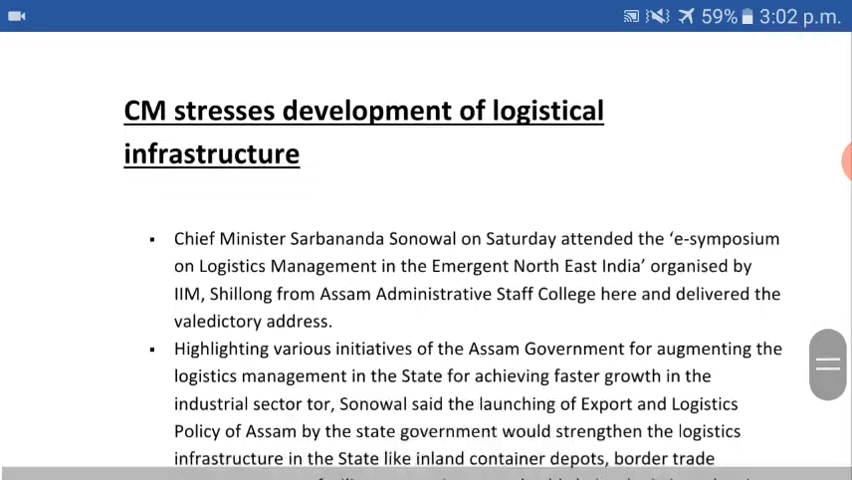 59% 3:02 p.m.
CM stresses development of logistical
infrastructure
▪ Chief Minister Sarbananda Sonowal on Saturday attended the ‘e-symposium
on Logistics Management in the Emergent North East India’ organised by
IIM, Shillong from Assam Administrative Staff College here and delivered the
valedictory address.
▪ Highlighting various initiatives of the Assam Government for augmenting the
logistics management in the State for achieving faster growth in the
industrial sector tor, Sonowal said the launching of Export and Logistics
Policy of Assam by the state government would strengthen the logistics
infrastructure in the State like inland container depots, border trade